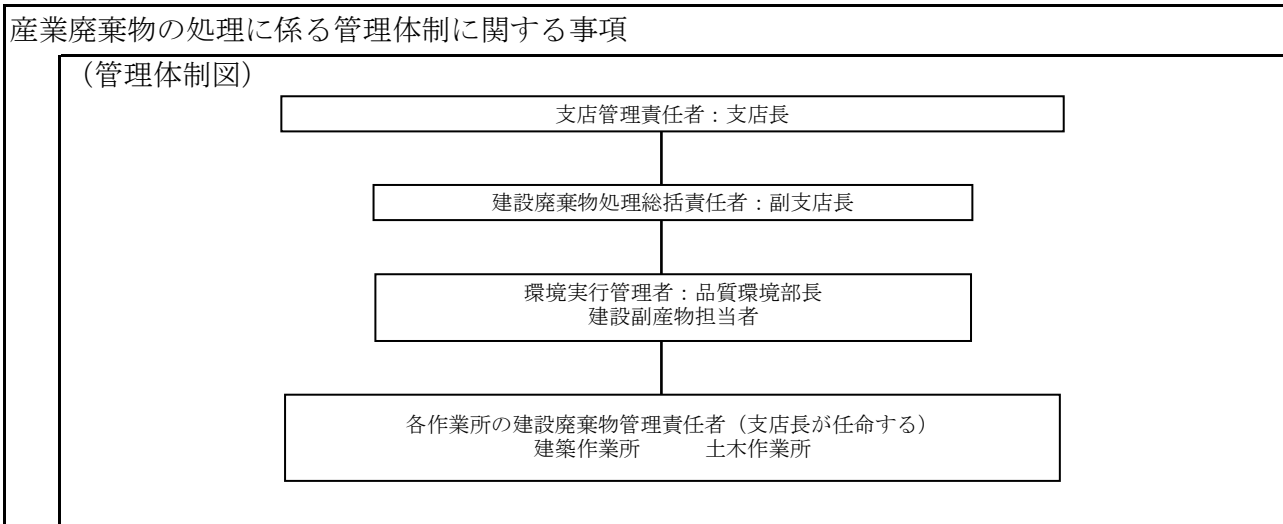 産業廃棄物の処理に係る管理体制に関する事項
（管理体制図）
支店管理責任者：支店長
建設廃棄物処理総括責任者：副支店長
環境実行管理者：品質環境部長
建設副産物担当者
各作業所の建設廃棄物管理責任者（支店長が任命する）
建築作業所　　　土木作業所